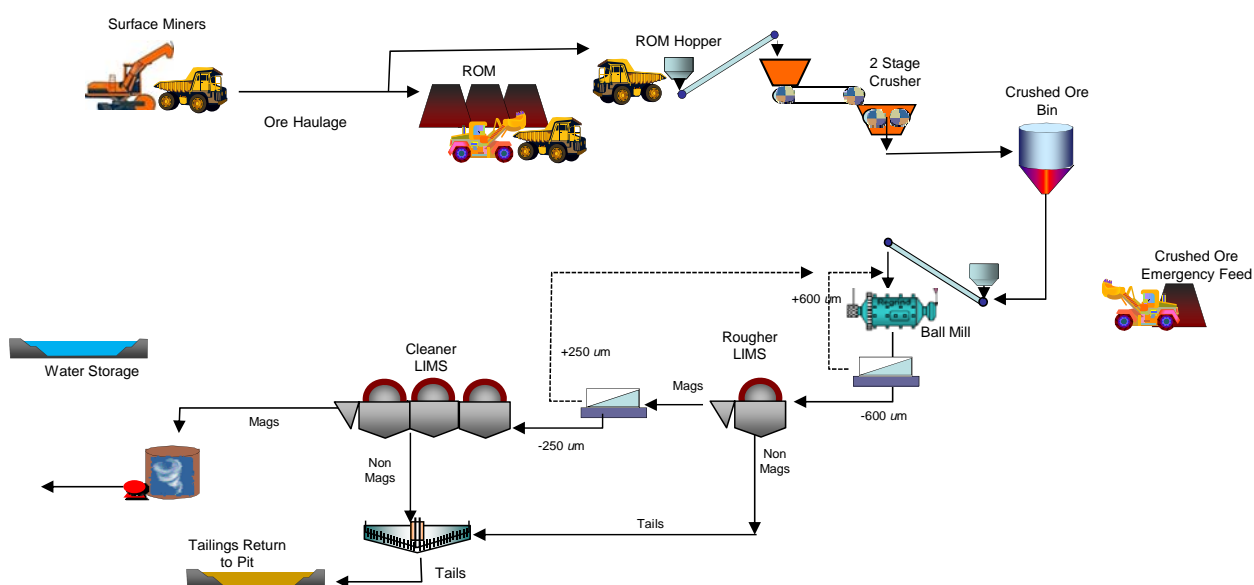 Surface Miners
ROM Hopper
ROM
2 Stage
Crusher
Crushed Ore
Bin
Ore Haulage
Crushed Ore
Emergency Feed
+600 um
Ball Mill
Rougher
LIMS
+250 um
Cleaner
LIMS
Water Storage
Mags
Mags
-600 um
-250 um
Non
Mags
Non
Mags
Tails
Tailings Return
to Pit
Tails